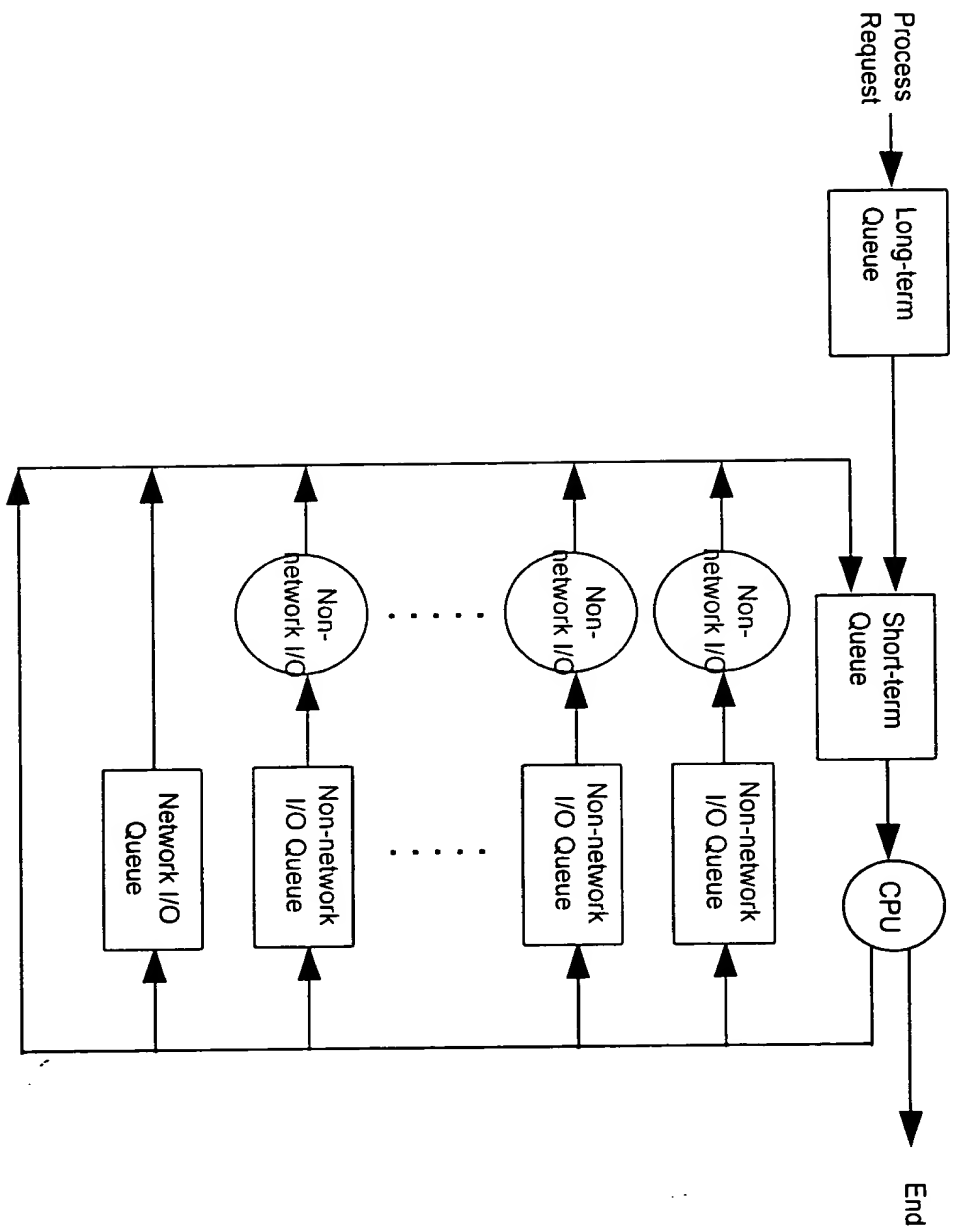 Process
Request
Long-term
Queue
Short-term
Queue
CPU
End
Non-
network I/O
Non-network
I/O Queue
Non-
network I/O
Non-network
I/O Queue
. . . . .
. . . . .
Non-
network I/O
Non-network
I/O Queue
Network I/O
Queue